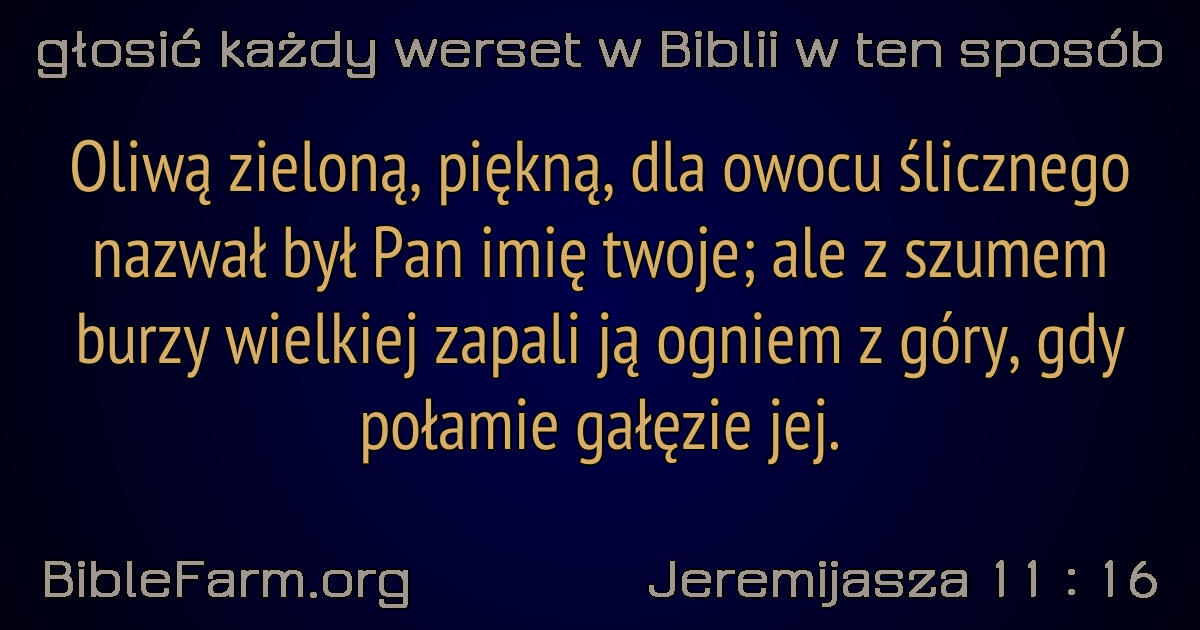 głosić każdy werset w Biblii w ten sposób
Oliwą zieloną, piękną, dla owocu ślicznego
nazwał był Pan imię twoje; ale z szumem
burzy wielkiej zapali ją ogniem z góry, gdy
połamie gałęzie jej.
BibleFarm.org
Jeremijasza 11 : 16